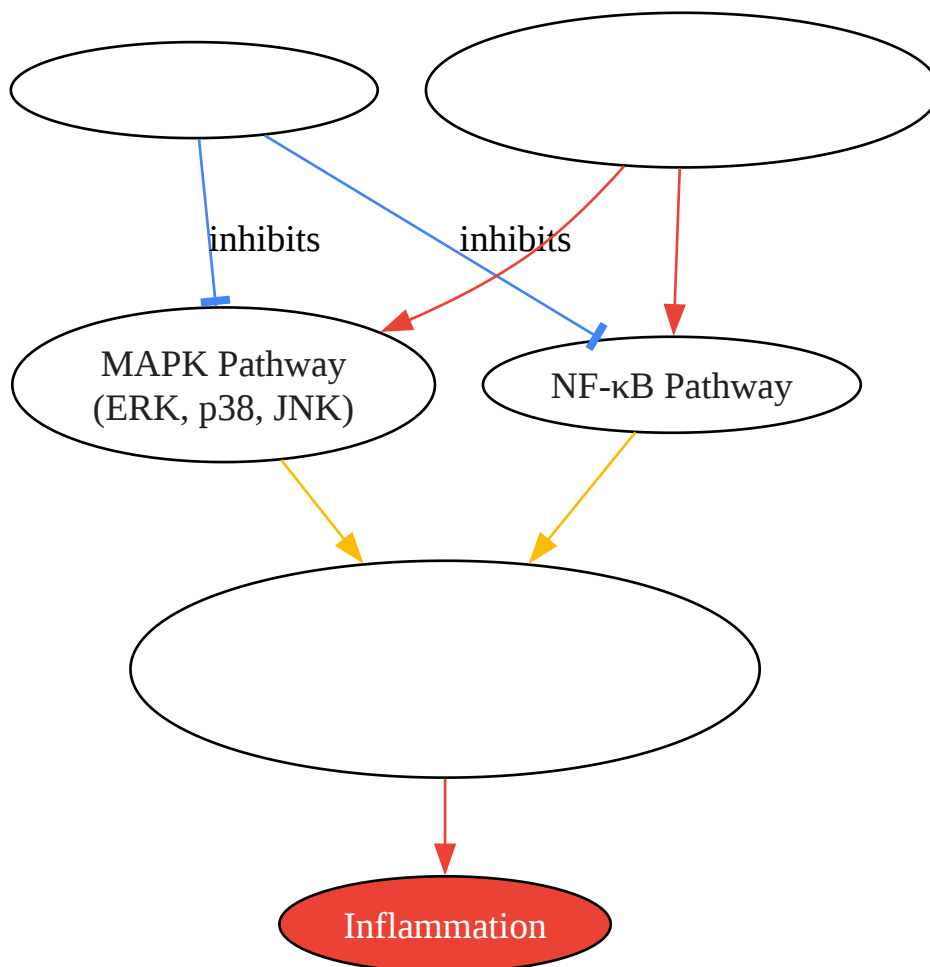 inhibits
inhibits
MAPK Pathway
(ERK, p38, JNK)
NF-κB Pathway
Inflammation